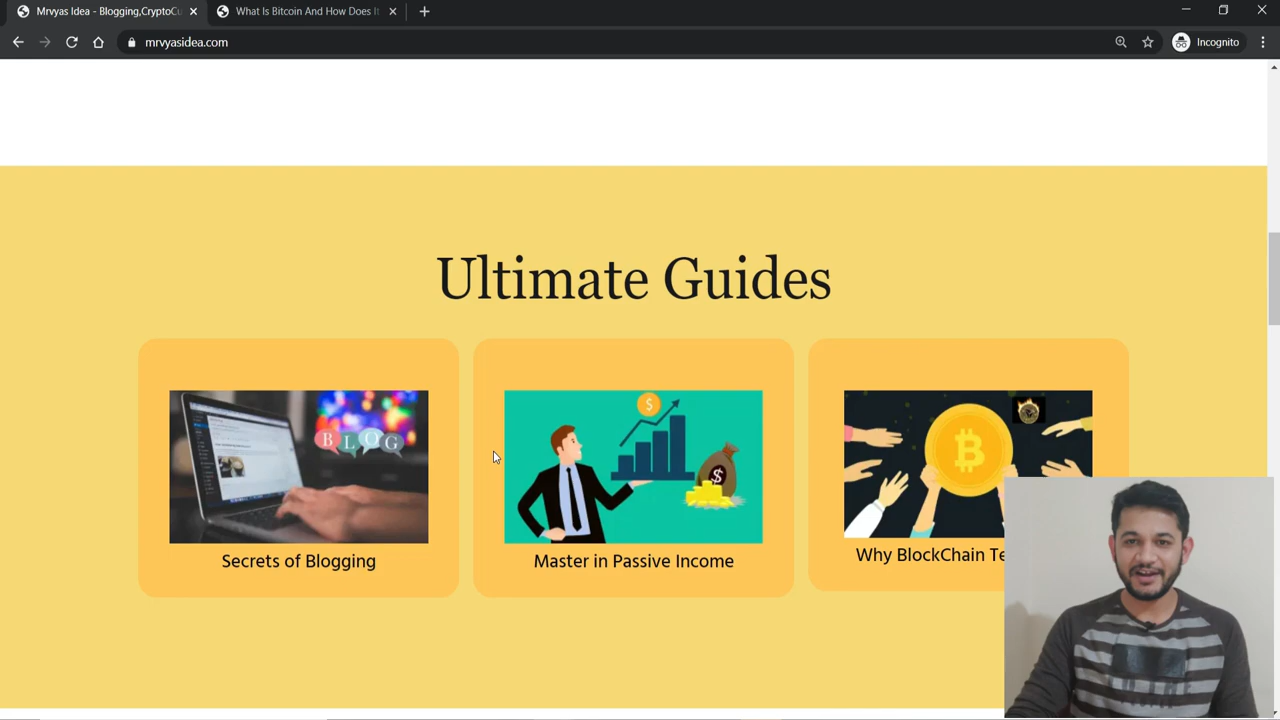 Mrvyas Idea - Blogging,CryptoCu
What Is Bitcoin And How Does I
mrvyasidea.com
Incognito
Ultimate Guides
BLOG
$
$
Secrets of Blogging
Master in Passive Income
Why BlockChain Te